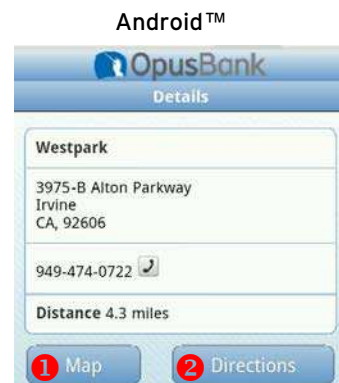 Android™
OpusBank
Details
Westpark
3975-B Alton Parkway
Irvine
CA, 92606
949-474-0722
Distance 4.3 miles
1 Map
2 Directions